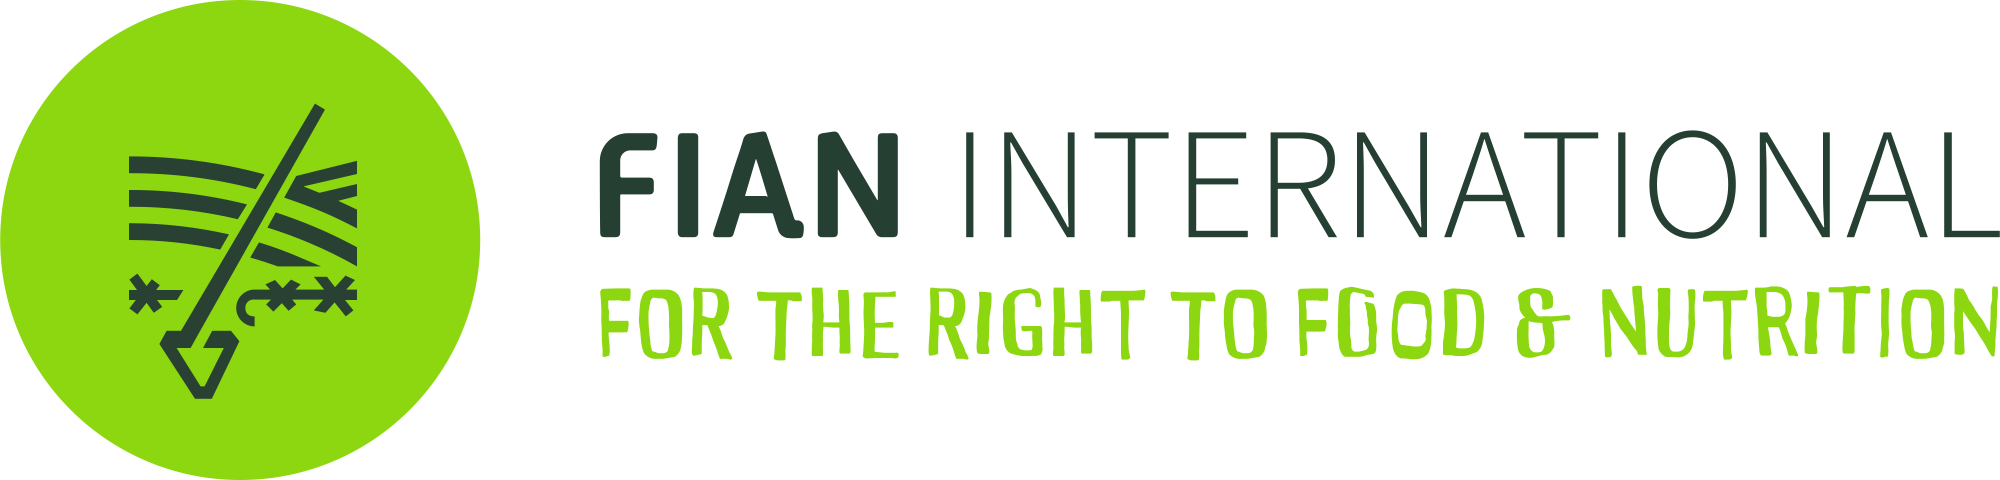 FIAN INTERNATIONAL
FOR THE RIGHT TO FOOD & NUTRITION